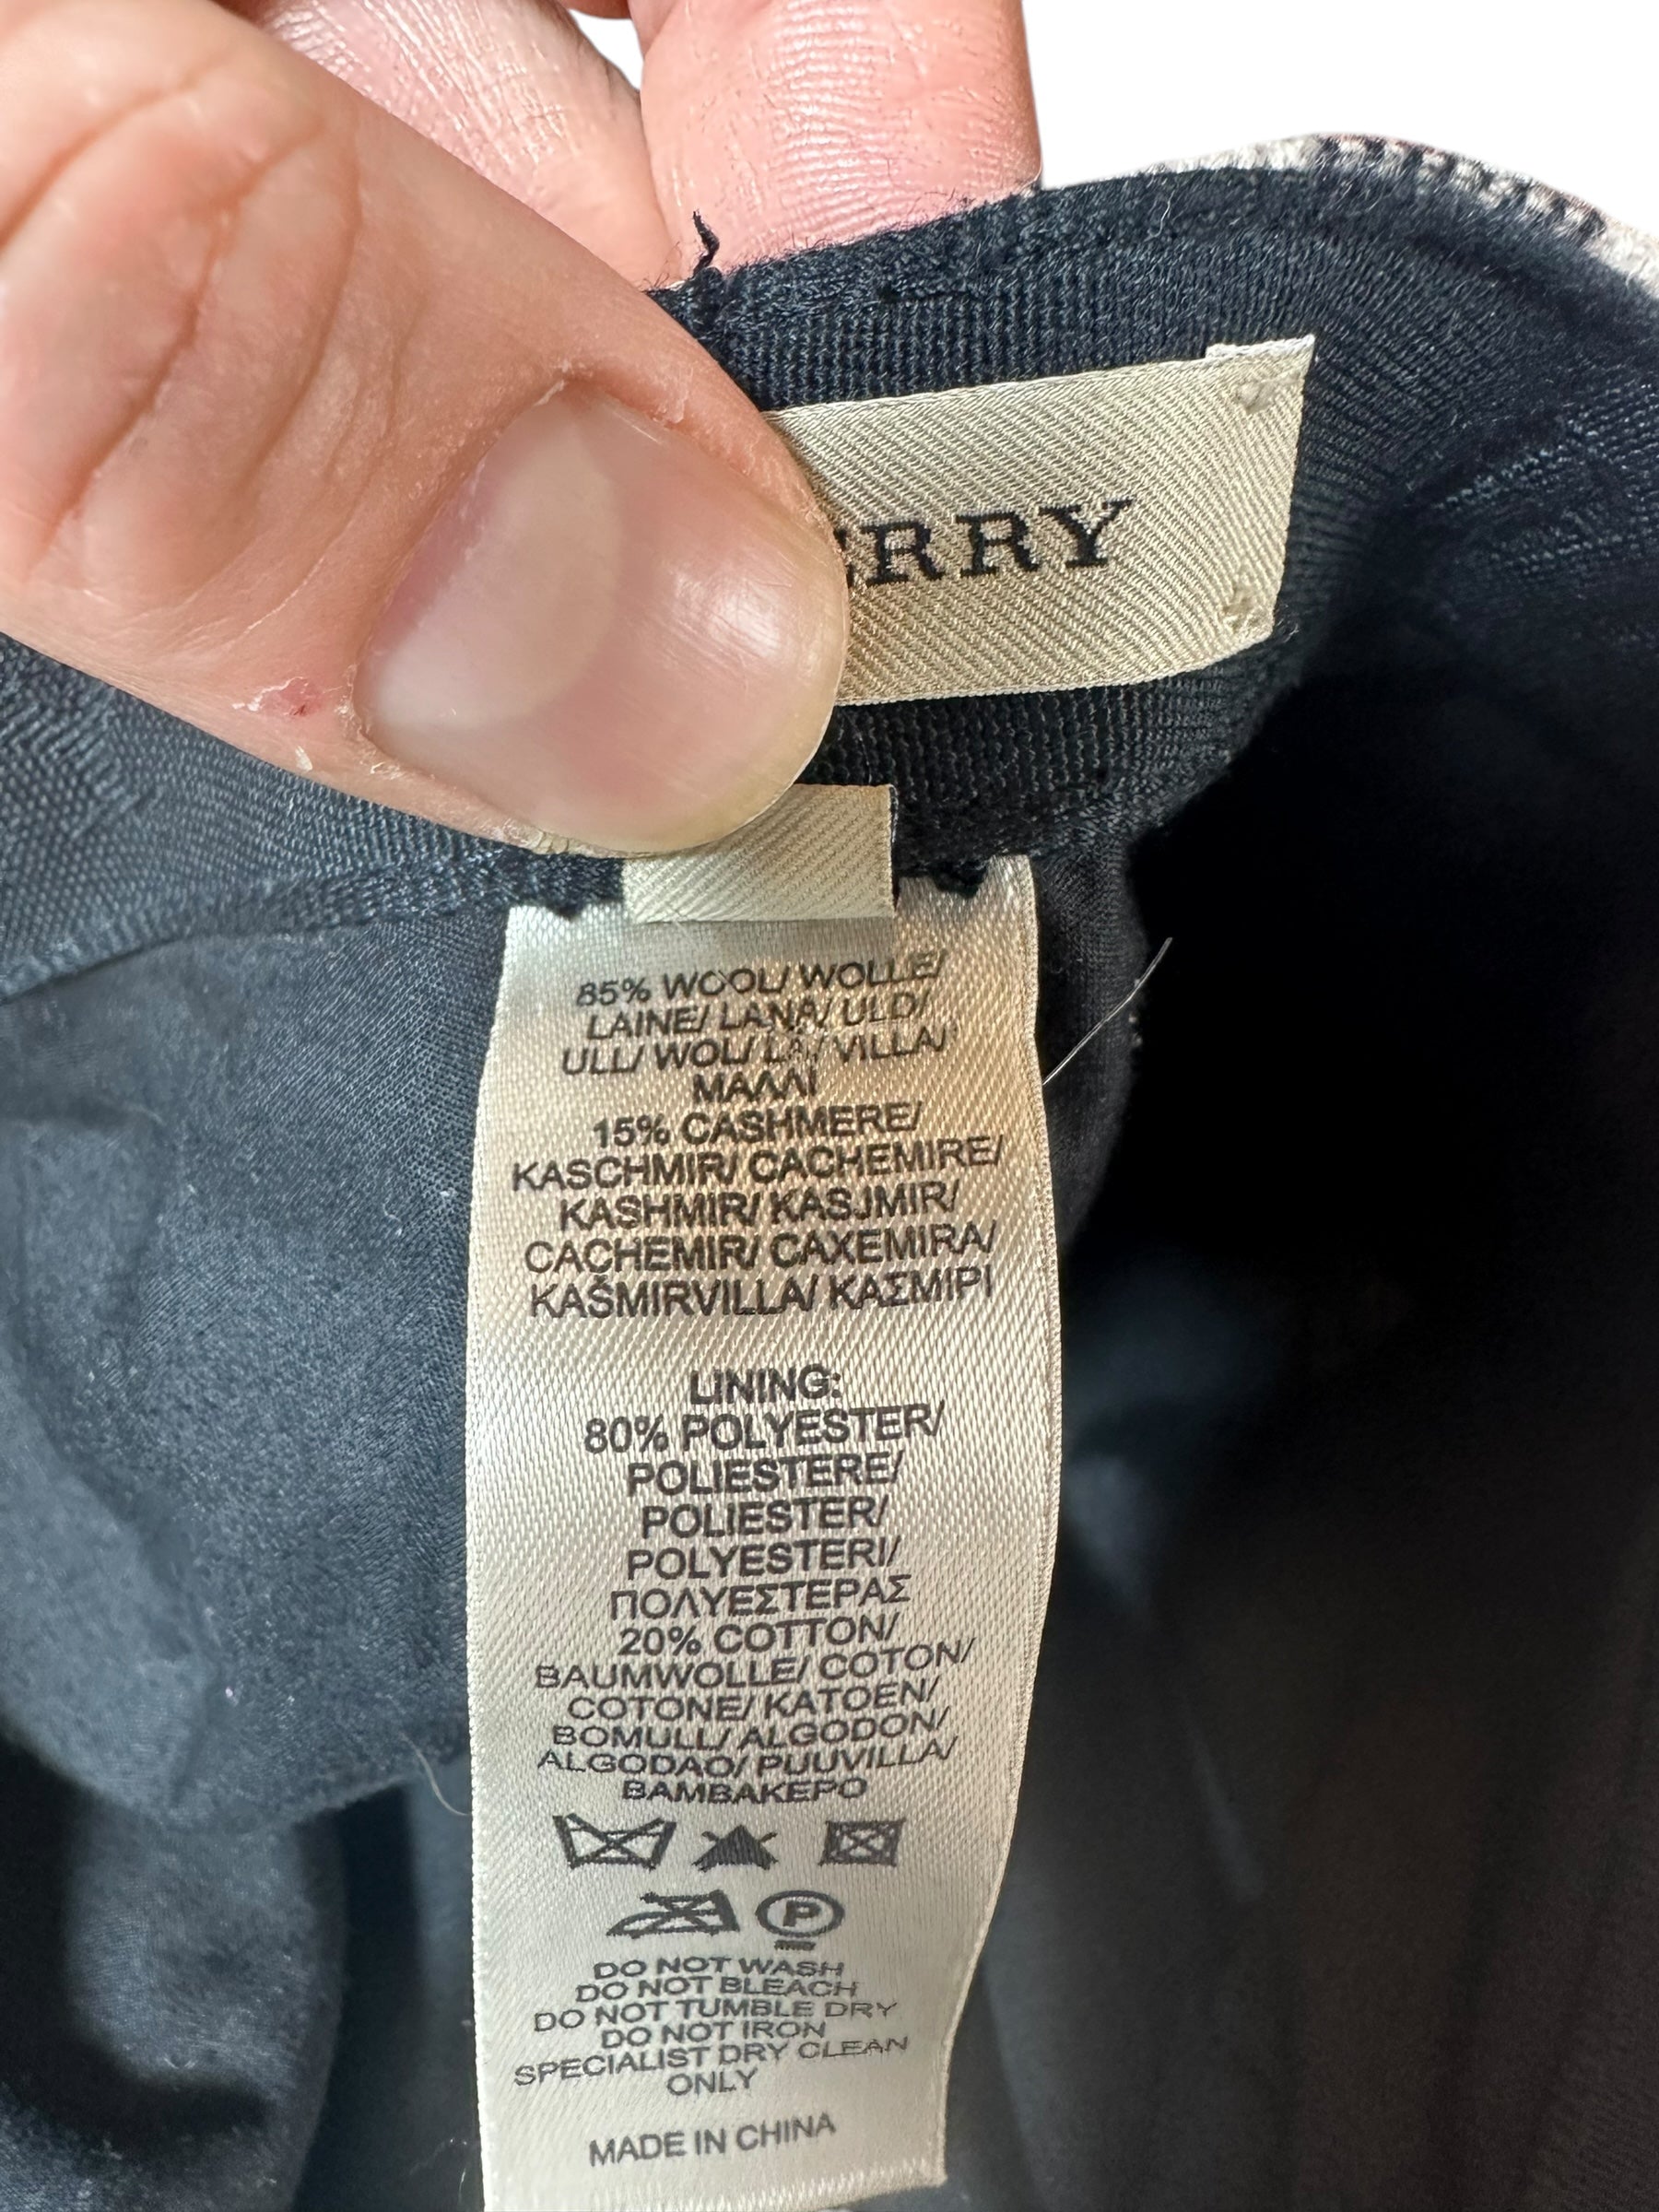 ERRY
85% WOOL/ WOLLE/
LAINE/ LANA/ ULD/
ULL/ WOL/ LÃ/ VILLA/
ΜΑΛΛΙ
15% CASHMERE/
KASCHMIR/ CACHEMIRE/
KASHMIR/ KASJMIR/
CACHEMIR/ CAXEMIRA/
KAŠMIRVILLA/ ΚΑΣΜΙΡΙ
LINING:
80% POLYESTER/
POLIESTERE/
POLIESTER/
POLYESTERI/
ΠΟΛΥΕΣΤΕΡΑΣ
20% COTTON/
BAUMWOLLE/ COTON/
COTONE/ KATOEN/
BOMULL/ ALGODON/
ALGODAO/ PUUVILLA/
ΒΑΜΒΑΚΕΡΟ
P
DO NOT WASH
DO NOT BLEACH
DO NOT TUMBLE DRY
DO NOT IRON
SPECIALIST DRY CLEAN
ONLY
MADE IN CHINA